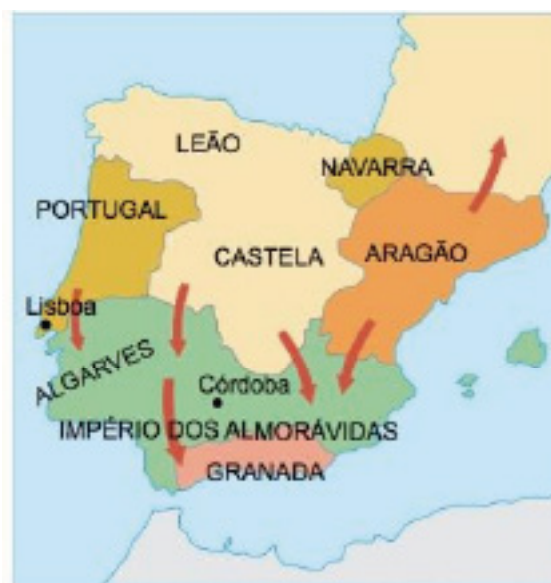 LEÃO
NAVARRA
PORTUGAL
CASTELA
ARAGÃO
Lisboa
ALGARVES
Córdoba
IMPÉRIO DOS ALMORÁVIDAS
GRANADA